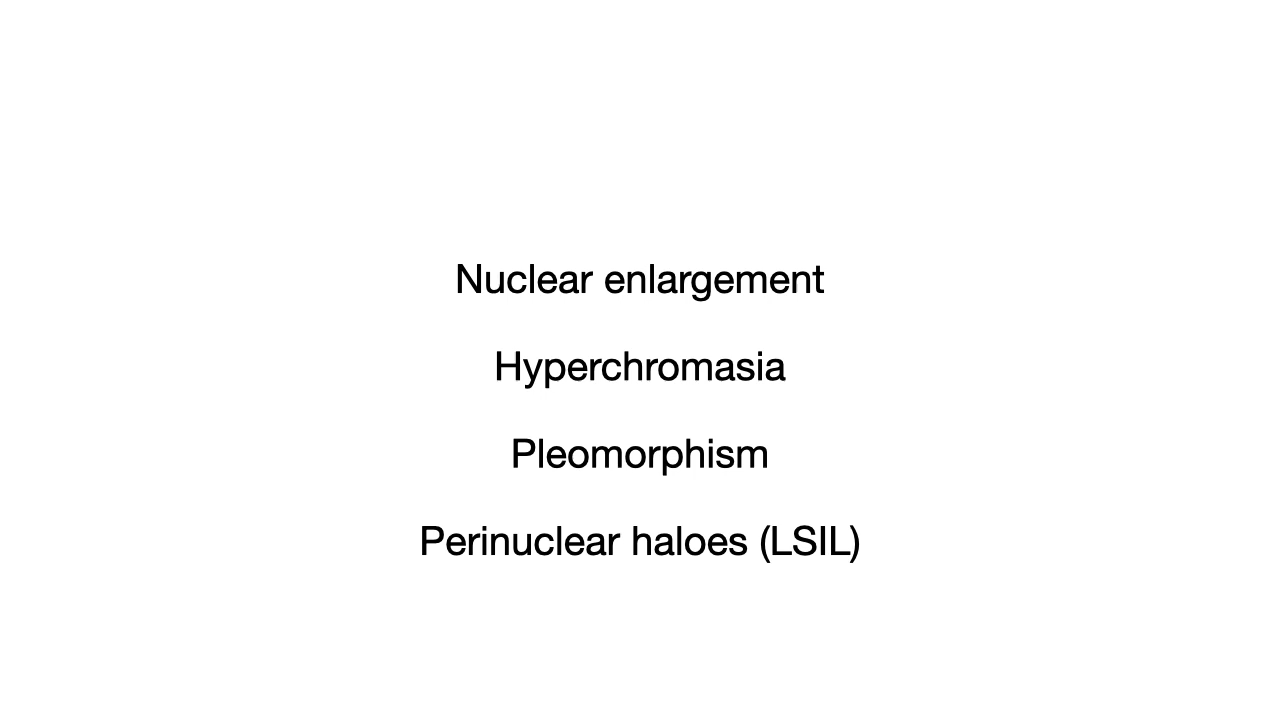 Nuclear enlargement
Hyperchromasia
Pleomorphism
Perinuclear haloes (LSIL)